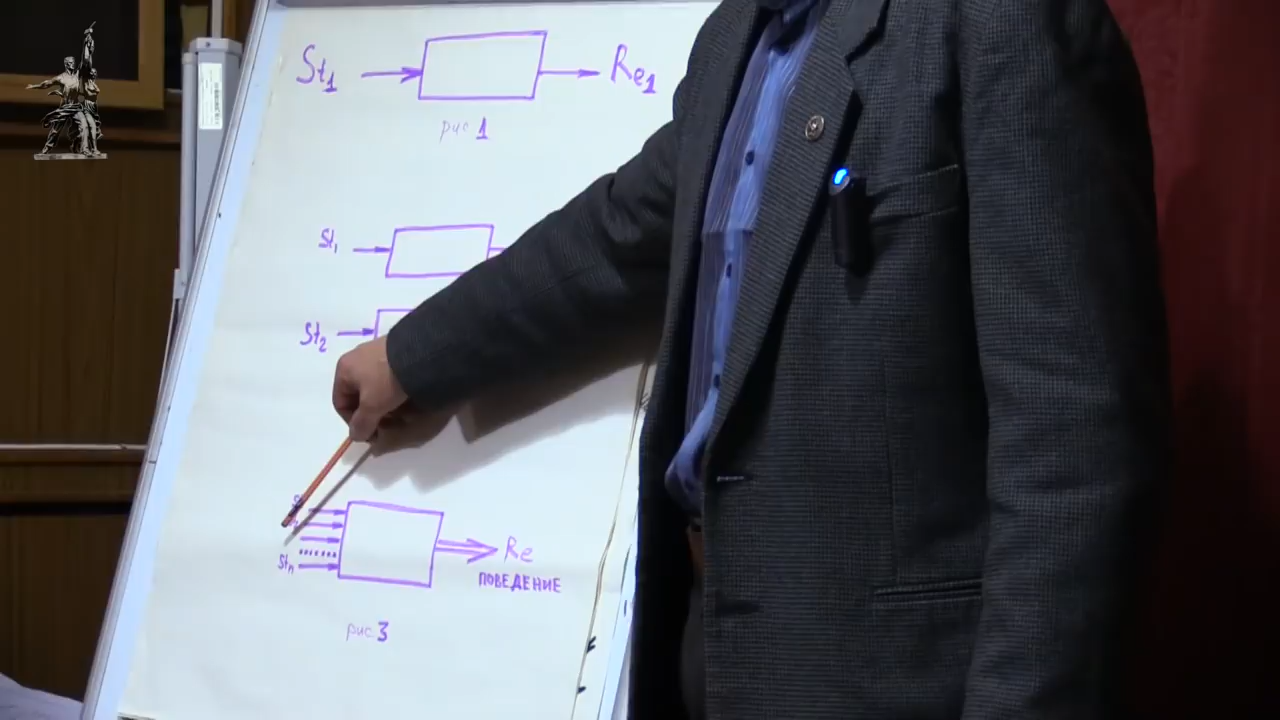 St₁ Re₁
рис 1
St₁
St₂
Re
Stn
ПОВЕДЕНИЕ
рис 3